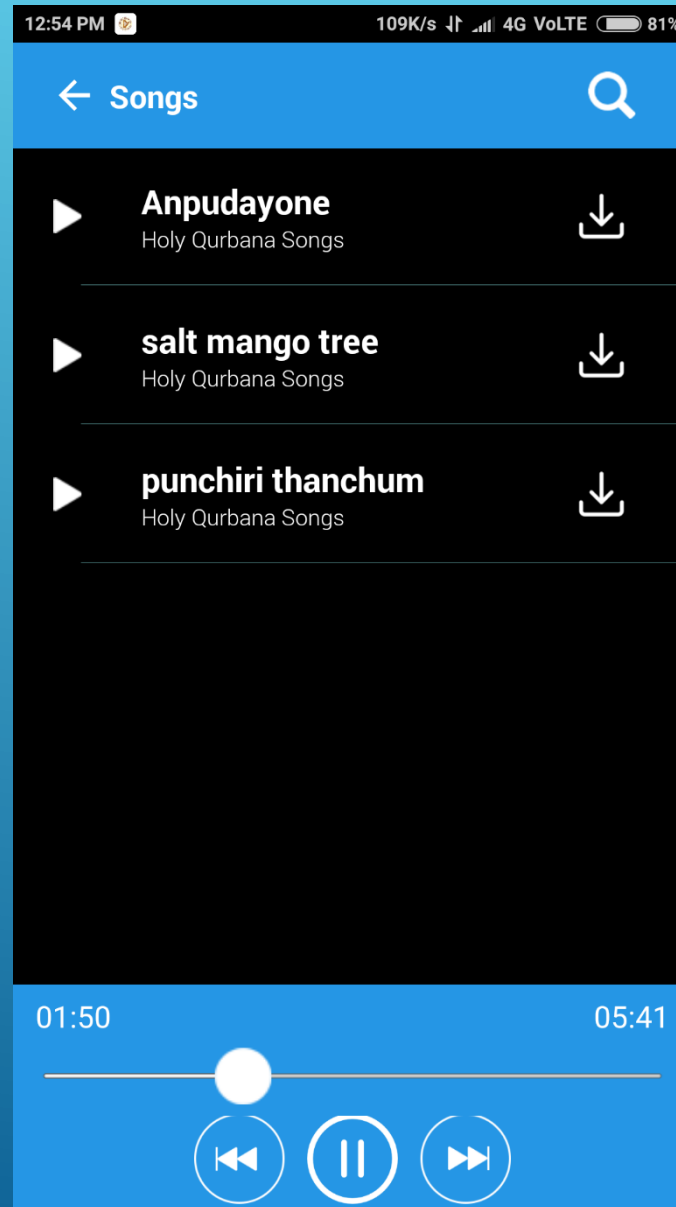 12:54 PM 109K/s 4G VoLTE 81%
Songs
Anpudayone
Holy Qurbana Songs
salt mango tree
Holy Qurbana Songs
punchiri thanchum
Holy Qurbana Songs
01:50 05:41